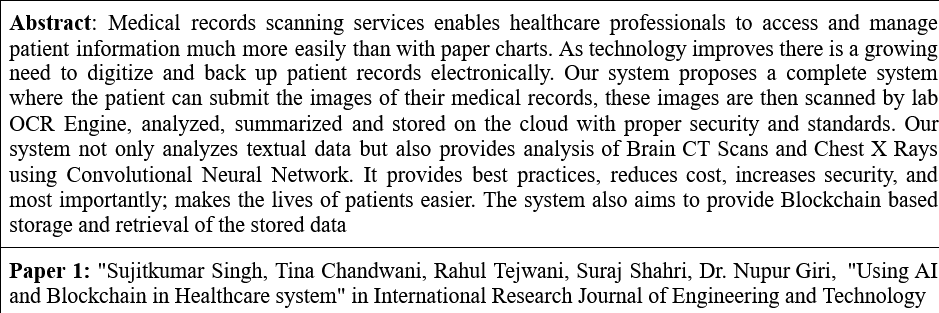 Abstract: Medical records scanning services enables healthcare professionals to access and manage
patient information much more easily than with paper charts. As technology improves there is a growing
need to digitize and back up patient records electronically. Our system proposes a complete system
where the patient can submit the images of their medical records, these images are then scanned by lab
OCR Engine, analyzed, summarized and stored on the cloud with proper security and standards. Our
system not only analyzes textual data but also provides analysis of Brain CT Scans and Chest X Rays
using Convolutional Neural Network. It provides best practices, reduces cost, increases security, and
most importantly; makes the lives of patients easier. The system also aims to provide Blockchain based
storage and retrieval of the stored data
Paper 1: "Sujitkumar Singh, Tina Chandwani, Rahul Tejwani, Suraj Shahri, Dr. Nupur Giri, "Using AI
and Blockchain in Healthcare system" in International Research Journal of Engineering and Technology